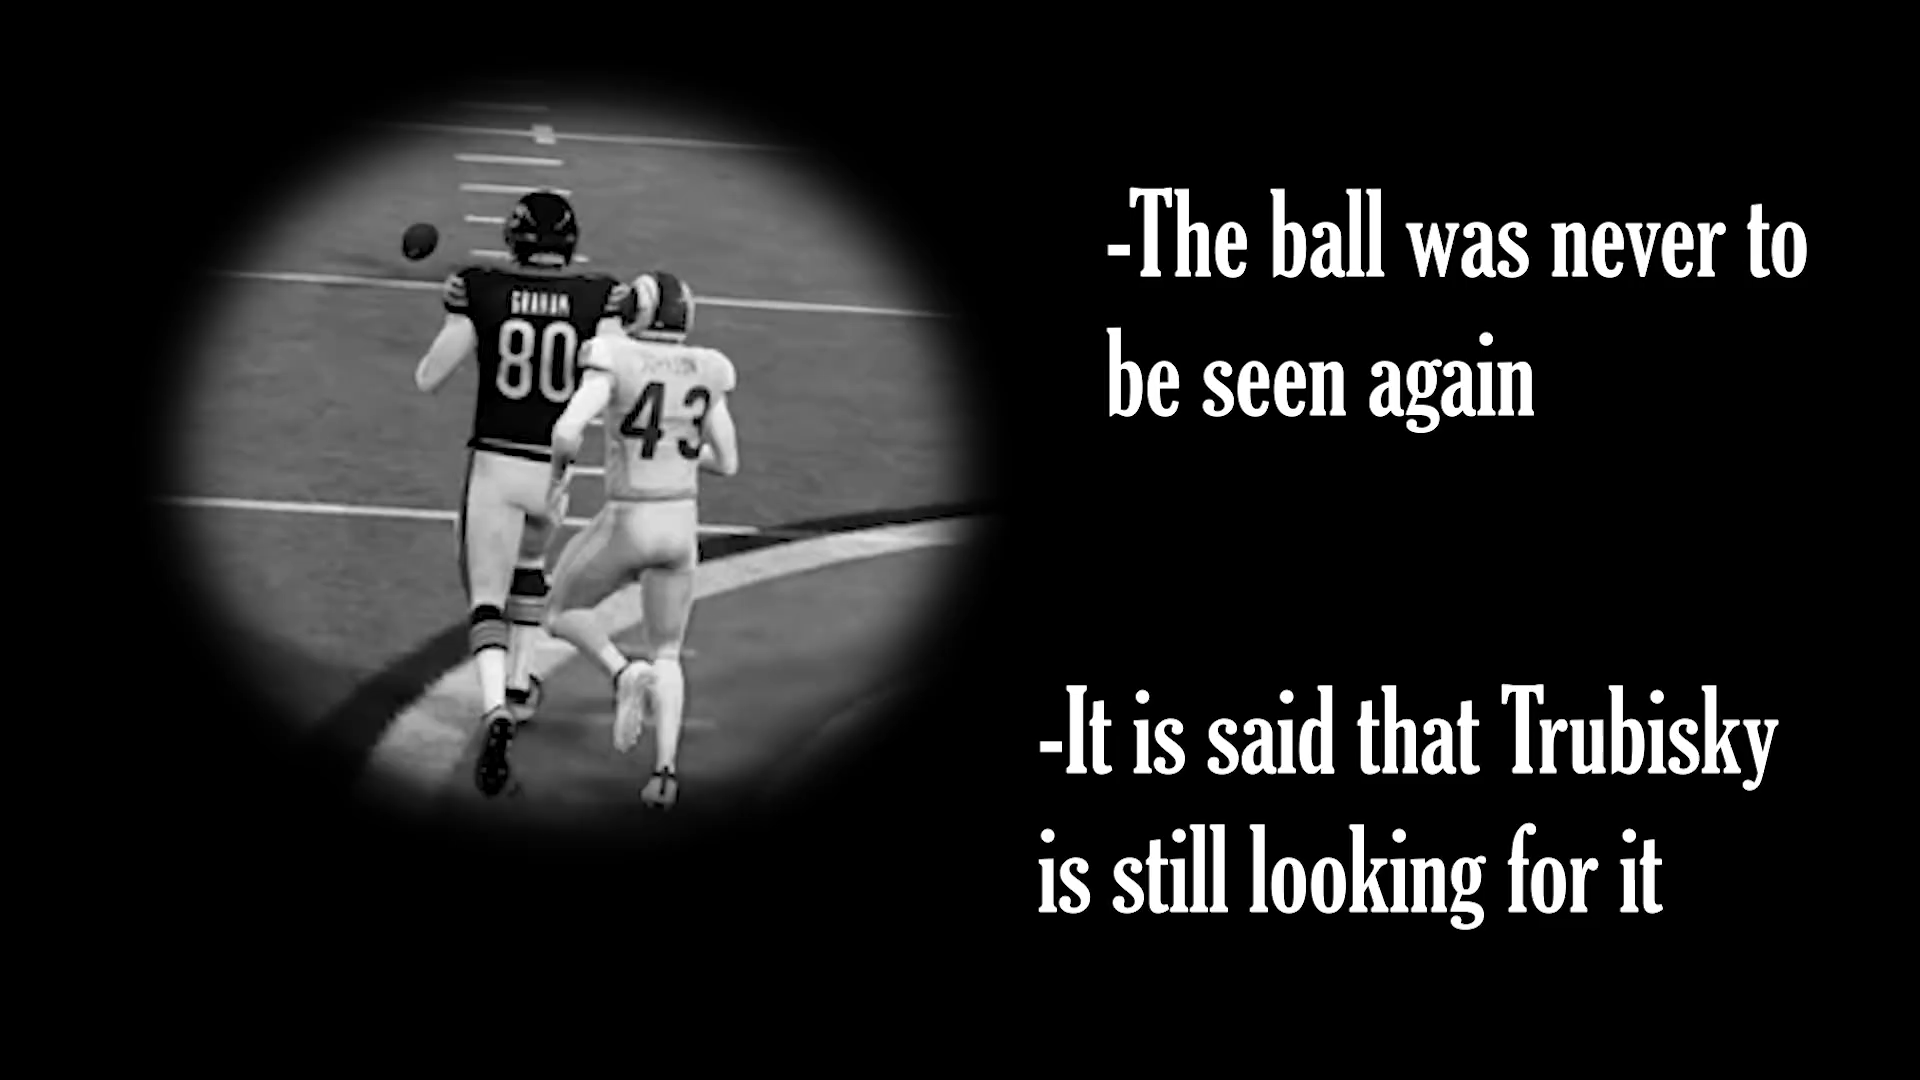 -The ball was never to
be seen again
GRAHAM
80
JOHNSON
43
-It is said that Trubisky
is still looking for it